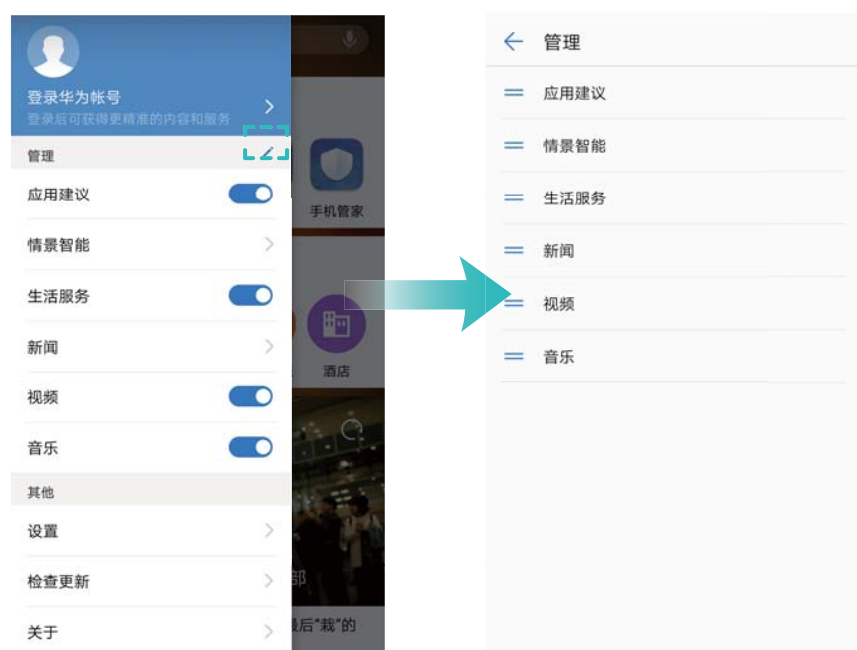 登录华为帐号
登录后可获得更精准的内容和服务
管理
应用建议
情景智能
生活服务
新闻
视频
音乐
其他
设置
检查更新
关于
手机管家
酒店
部
最后“栽”的
管理
应用建议
情景智能
生活服务
新闻
视频
音乐